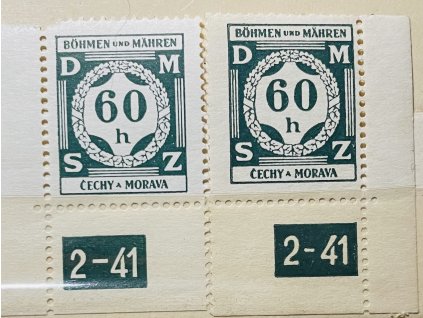 BÖHMEN UND MÄHREN
D M
60
h
S Z
ČECHY A MORAVA
2-41
BÖHMEN UND MÄHREN
D M
60
h
S Z
ČECHY A MORAVA
2-41